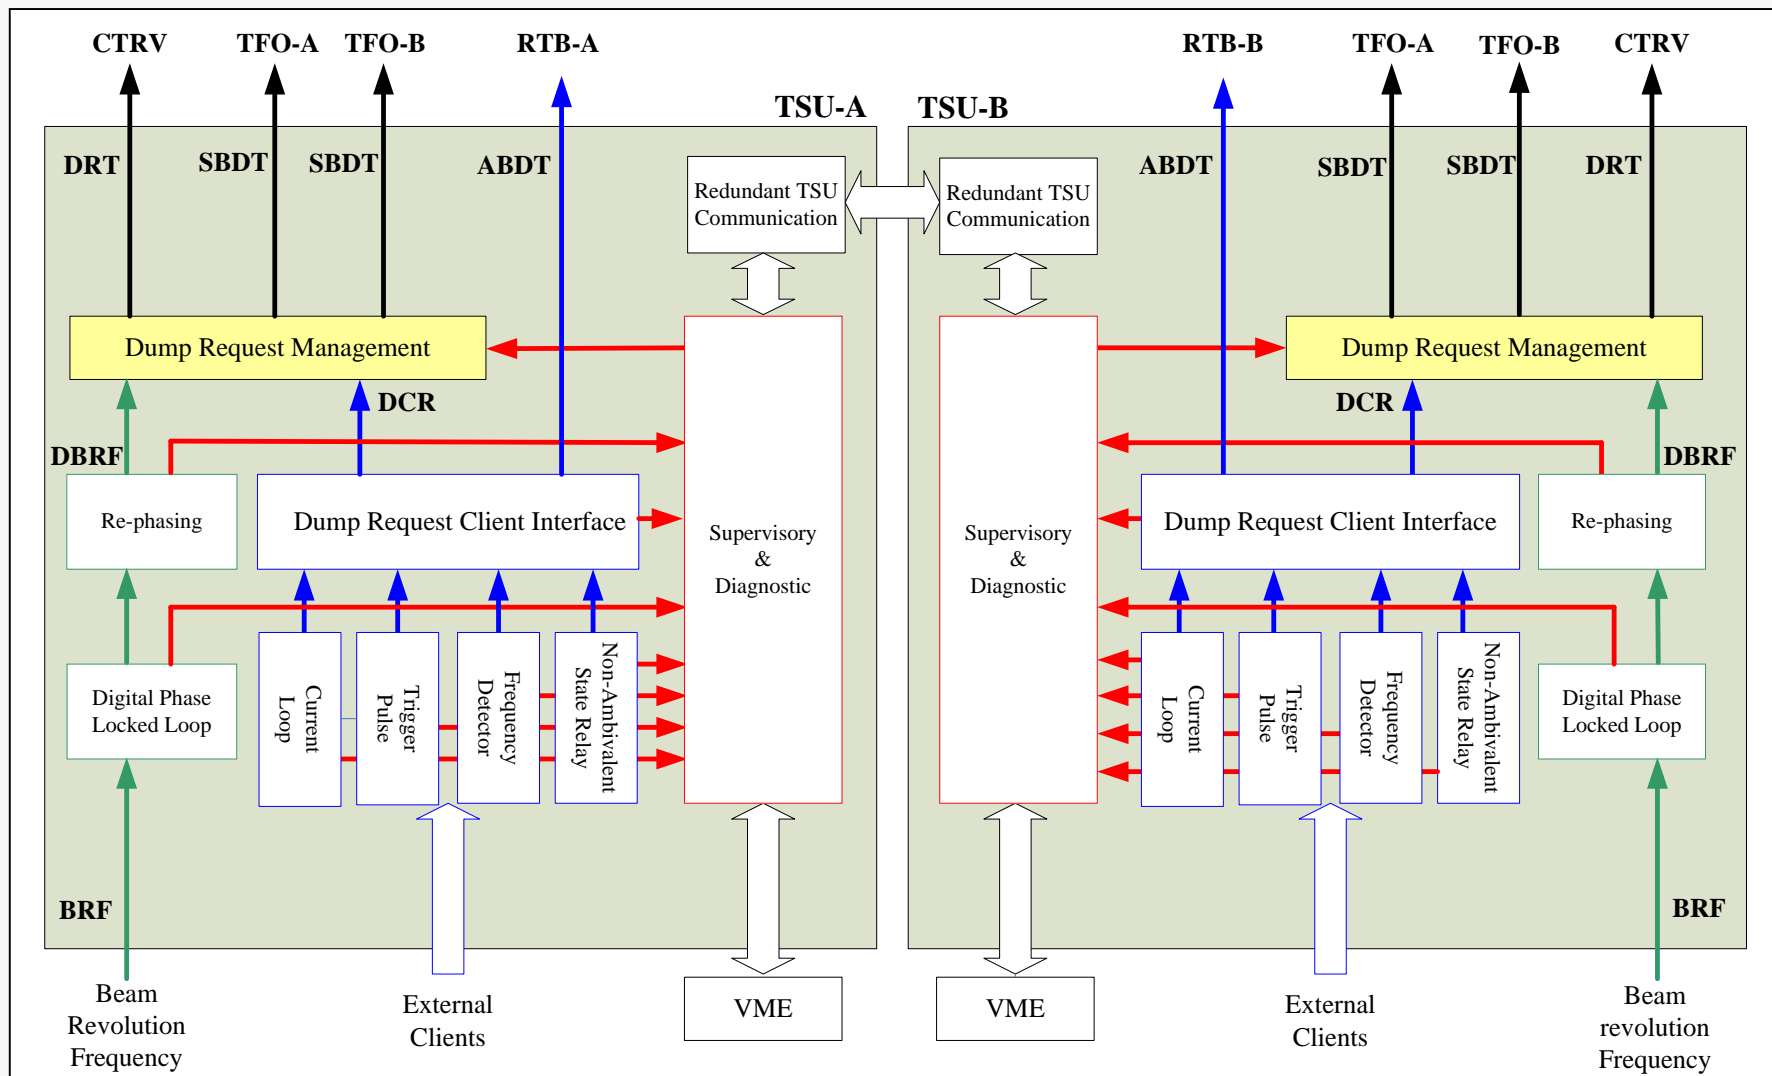 CTRV TFO-A TFO-B RTB-A RTB-B TFO-A TFO-B CTRV
TSU-A TSU-B
DRT SBDT SBDT ABDT ABDT SBDT SBDT DRT
Redundant TSU
Communication
Redundant TSU
Communication
Dump Request Management
Dump Request Management
DCR
DCR
DBRF
DBRF
Re-phasing
Dump Request Client Interface
Supervisory
&
Diagnostic
Supervisory
&
Diagnostic
Dump Request Client Interface
Re-phasing
Digital Phase
Locked Loop
Current
Loop
Trigger
Pulse
Frequency
Detector
Non-Ambivalent
State Relay
Current
Loop
Trigger
Pulse
Frequency
Detector
Non-Ambivalent
State Relay
Digital Phase
Locked Loop
BRF
BRF
Beam
Revolution
Frequency
External
Clients
VME
VME
External
Clients
Beam
revolution
Frequency